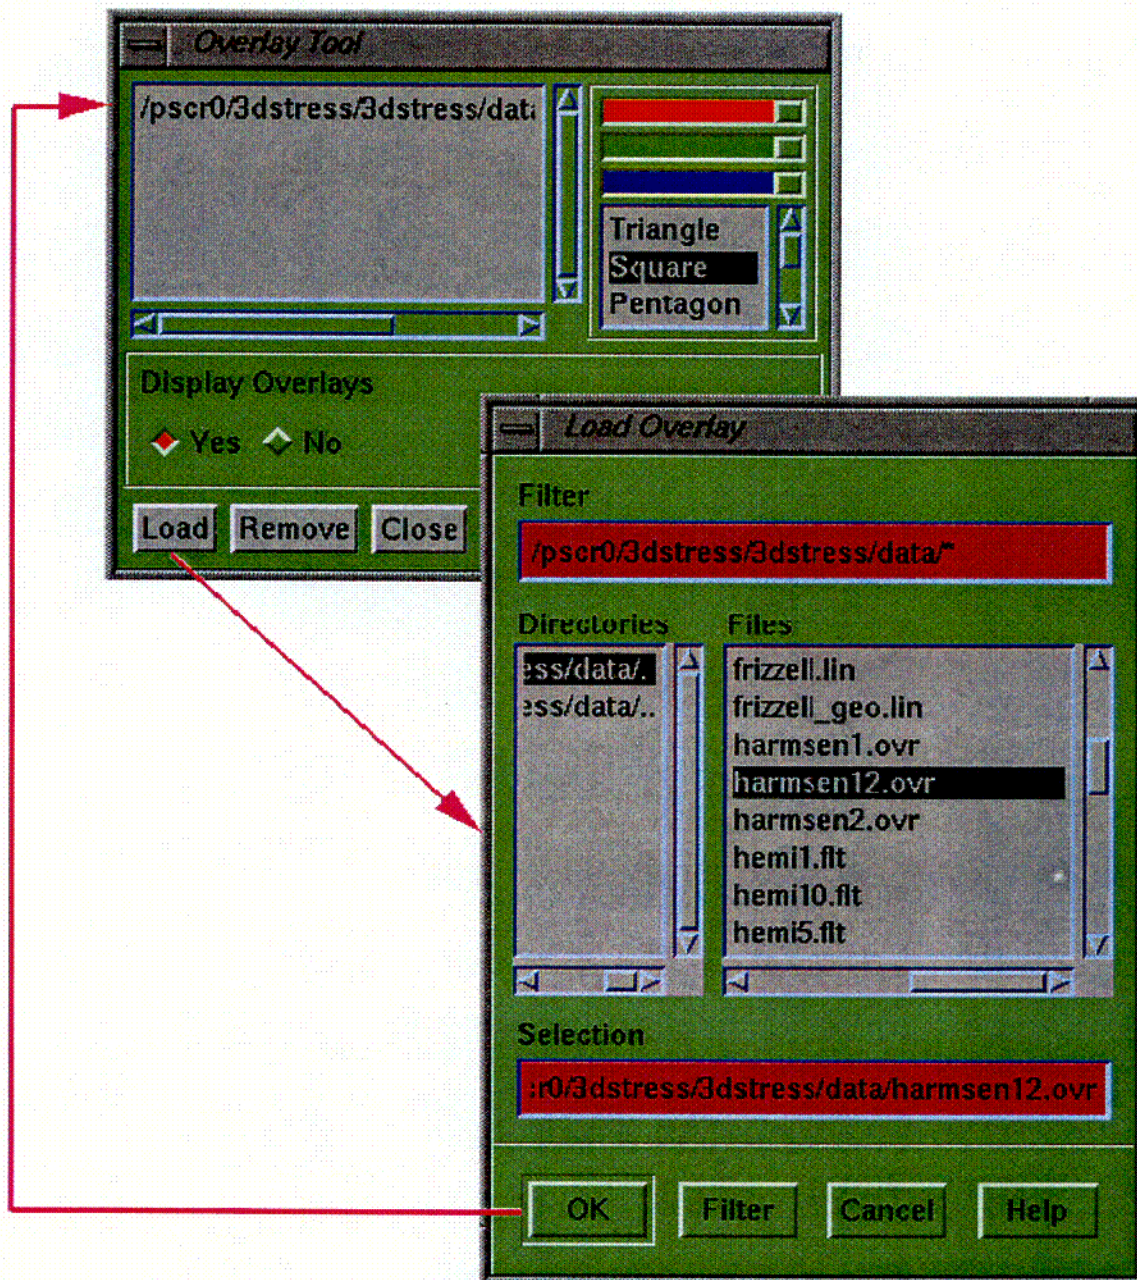 Overlay Tool
/pscr0/3dstress/3dstress/data
Triangle
Square
Pentagon
Display Overlays
Yes No
Load Remove Close
Load Overlay
Filter
/pscr0/3dstress/3dstress/data/*
Directories Files
ess/data/.
ess/data/..
frizzell.lin
frizzell_geo.lin
harmsen1.ovr
harmsen12.ovr
harmsen2.ovr
hemi1.flt
hemi10.flt
hemi5.flt
Selection
:r0/3dstress/3dstress/data/harmsen12.ovr
OK Filter Cancel Help